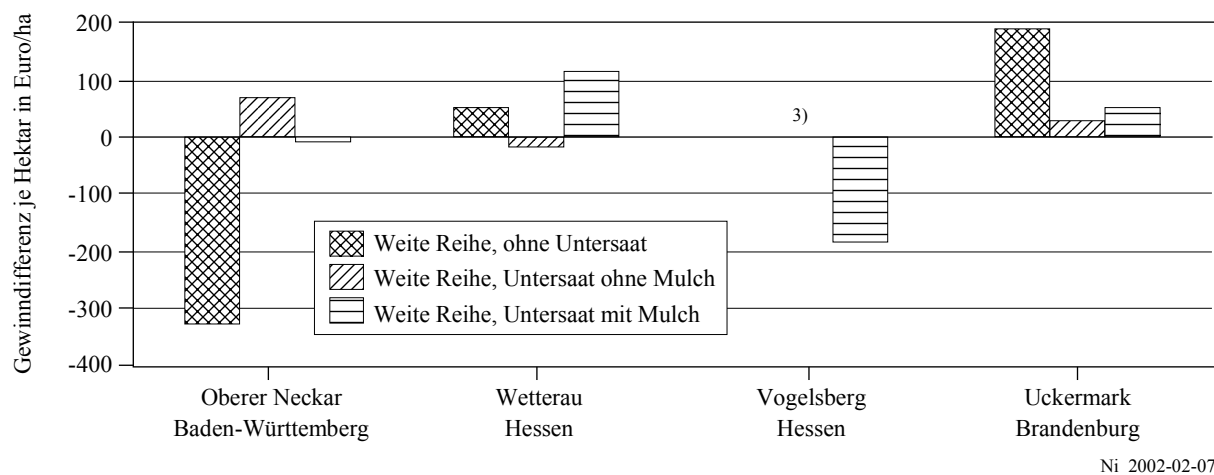 Gewinndifferenz je Hektar in Euro/ha
200
100
0
-100
-200
-300
-400
3)
Weite Reihe, ohne Untersaat
Weite Reihe, Untersaat ohne Mulch
Weite Reihe, Untersaat mit Mulch
Oberer Neckar
Baden-Württemberg
Wetterau
Hessen
Vogelsberg
Hessen
Uckermark
Brandenburg
Ni 2002-02-07